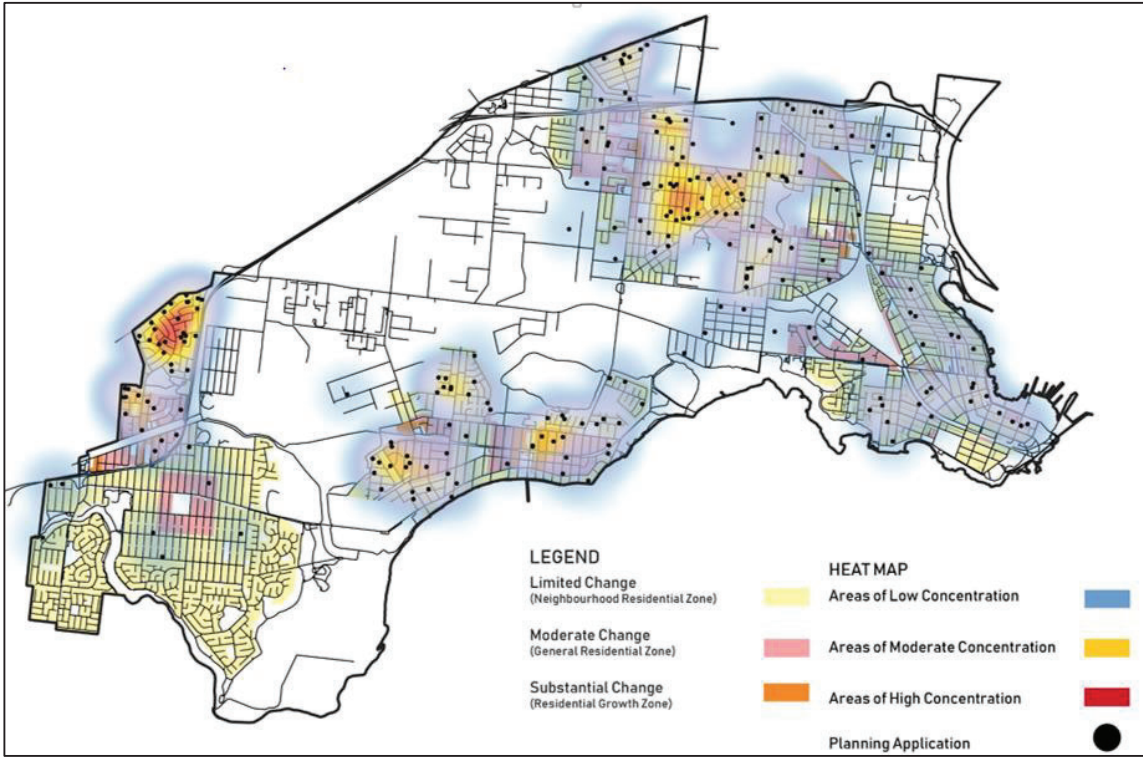 LEGEND
Limited Change
(Neighbourhood Residential Zone)
Moderate Change
(General Residential Zone)
Substantial Change
(Residential Growth Zone)
HEAT MAP
Areas of Low Concentration
Areas of Moderate Concentration
Areas of High Concentration
Planning Application